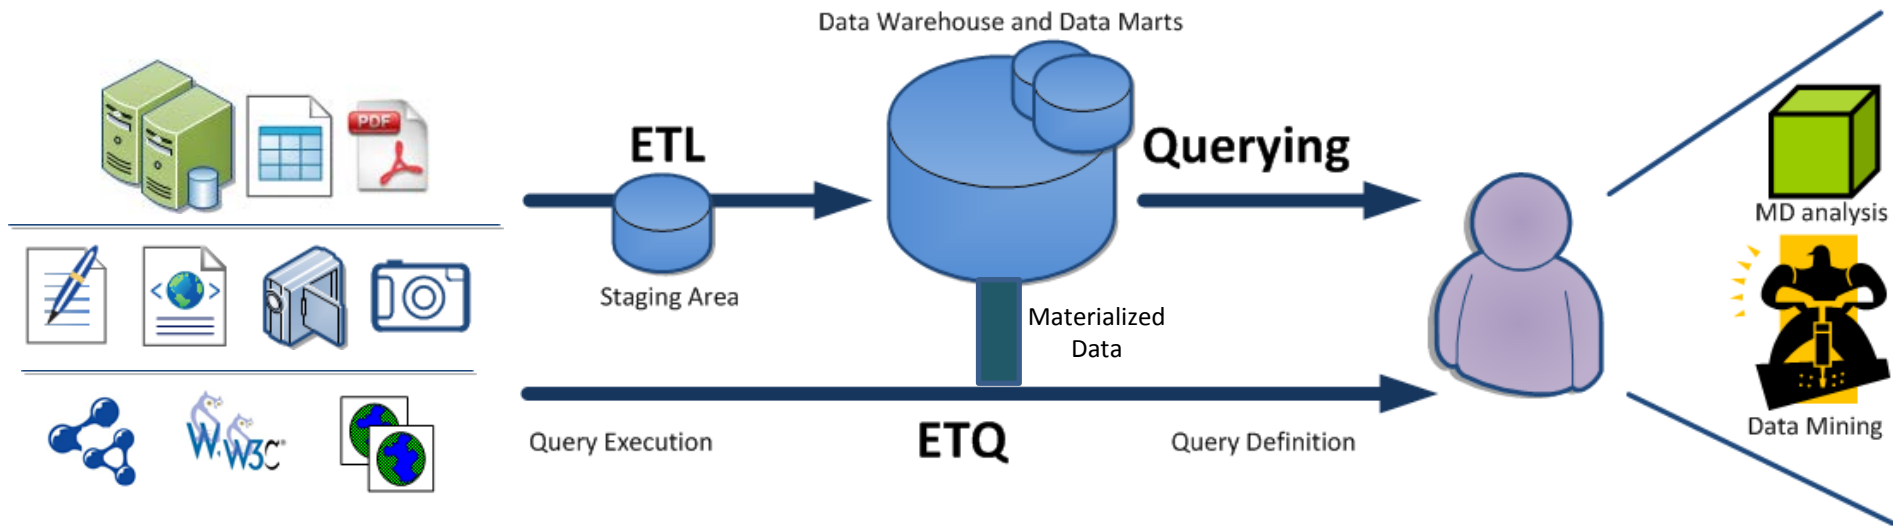 Data Warehouse and Data Marts
PDF
ETL
Querying
MD analysis
Staging Area
Materialized
Data
W.W3C®
Query Execution
ETQ
Query Definition
Data Mining